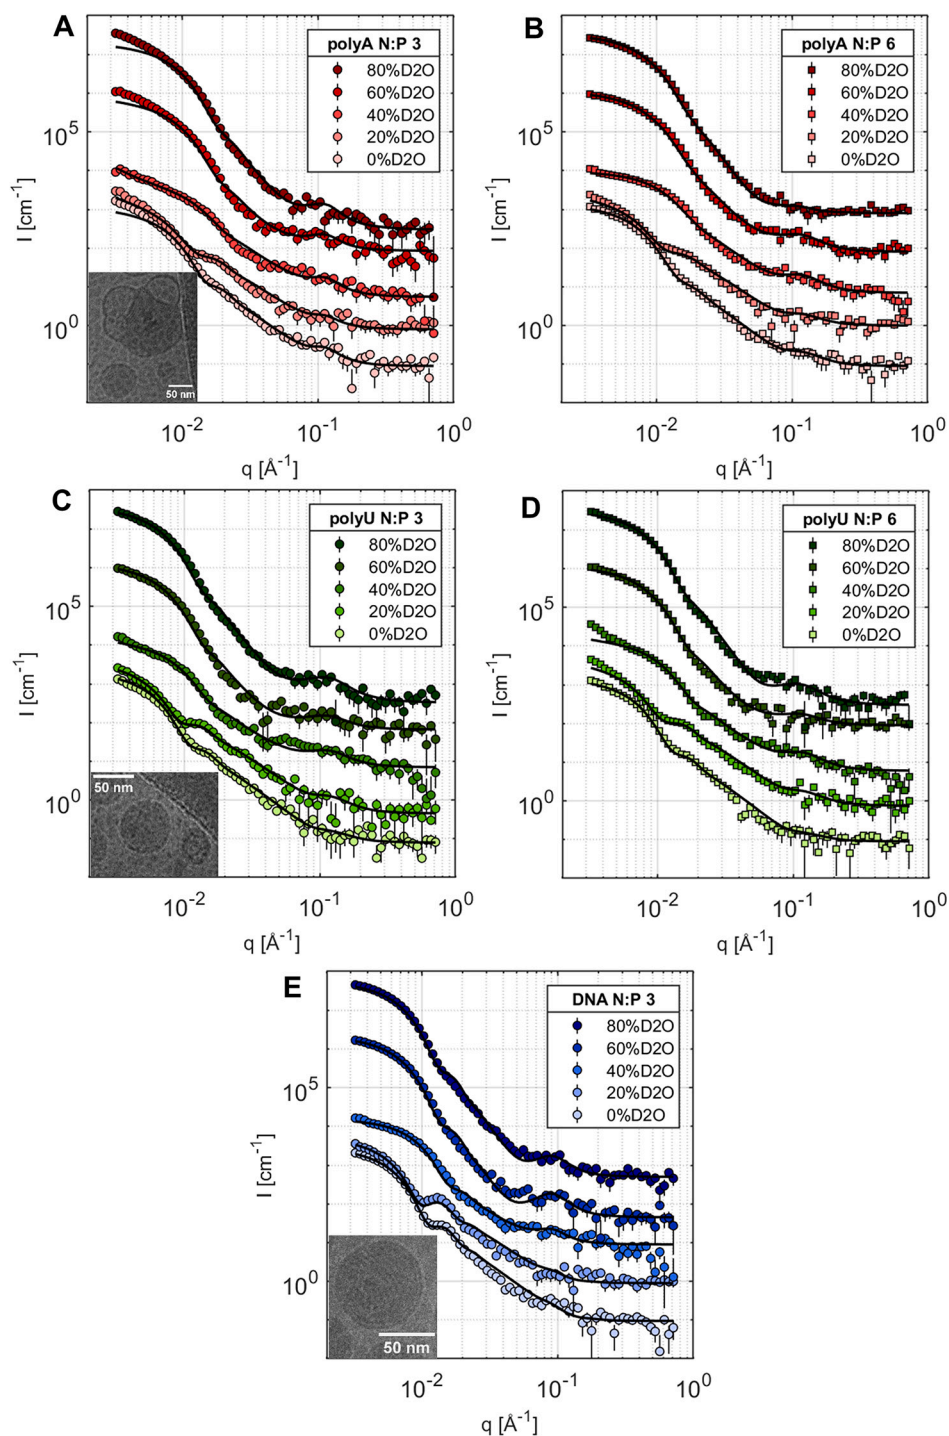 A
polyA N:P 3
80%D2O
60%D2O
40%D2O
20%D2O
0%D2O
10^5
10^0
I [cm^-1]
50 nm
10^-2
10^-1
10^0
q [Å^-1]
B
polyA N:P 6
80%D2O
60%D2O
40%D2O
20%D2O
0%D2O
10^5
10^0
I [cm^-1]
10^-2
10^-1
10^0
q [Å^-1]
C
polyU N:P 3
80%D2O
60%D2O
40%D2O
20%D2O
0%D2O
10^5
10^0
I [cm^-1]
50 nm
10^-2
10^-1
10^0
q [Å^-1]
D
polyU N:P 6
80%D2O
60%D2O
40%D2O
20%D2O
0%D2O
10^5
10^0
I [cm^-1]
10^-2
10^-1
10^0
q [Å^-1]
E
DNA N:P 3
80%D2O
60%D2O
40%D2O
20%D2O
0%D2O
10^5
10^0
I [cm^-1]
50 nm
10^-2
10^-1
10^0
q [Å^-1]